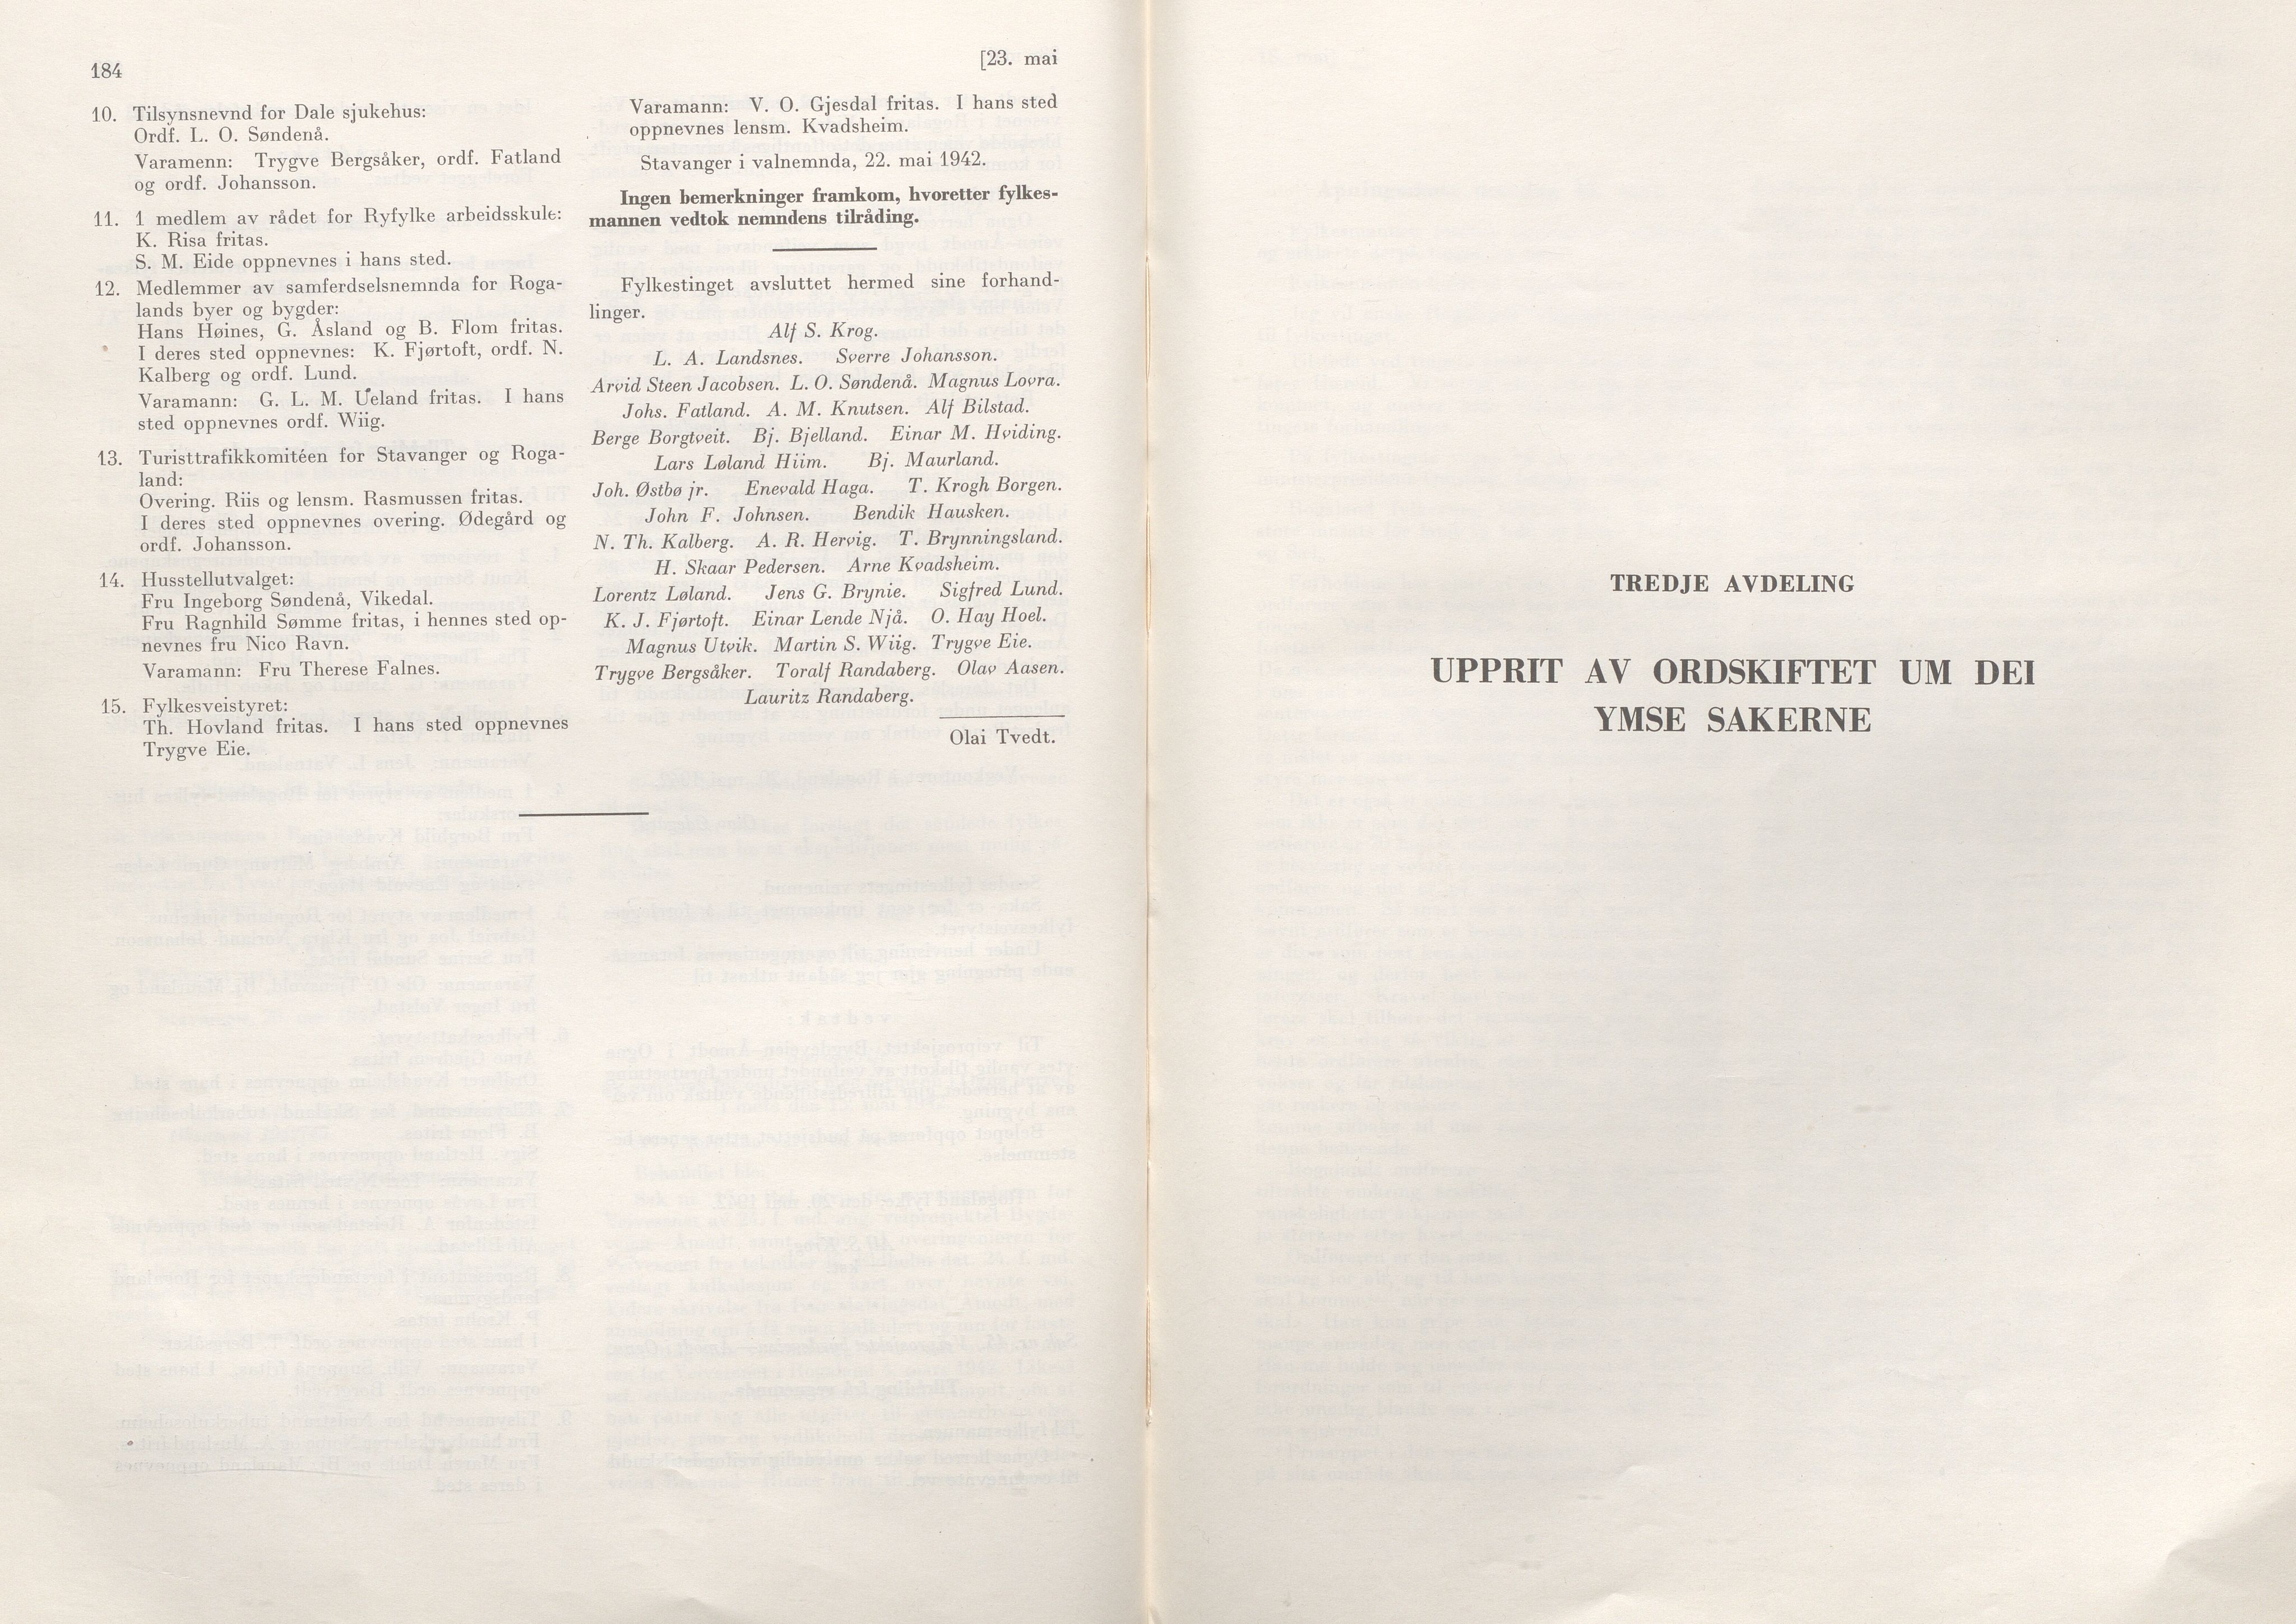 184
[23. mai
10. Tilsynsnevnd for Dale sjukehus:
Ordf. L. O. Søndenå.
Varamenn: Trygve Bergsåker, ordf. Fatland
og ordf. Johansson.
11. 1 medlem av rådet for Ryfylke arbeidsskule:
K. Risa fritas.
S. M. Eide oppnevnes i hans sted.
12. Medlemmer av samferdselsnemnda for Roga-
lands byer og bygder:
Hans Høines, G. Åsland og B. Flom fritas.
I deres sted oppnevnes: K. Fjørtoft, ordf. N.
Kalberg og ordf. Lund.
Varamann: G. L. M. Ueland fritas. I hans
sted oppnevnes ordf. Wiig.
13. Turisttrafikkomitéen for Stavanger og Roga-
land:
Overing. Riis og lensm. Rasmussen fritas.
I deres sted oppnevnes overing. Ødegård og
ordf. Johansson.
14. Husstellutvalget:
Fru Ingeborg Søndenå, Vikedal.
Fru Ragnhild Sømme fritas, i hennes sted op-
nevnes fru Nico Ravn.
Varamann: Fru Therese Falnes.
15. Fylkesveistyret:
Th. Hovland fritas. I hans sted oppnevnes
Trygve Eie.
Varamann: V. O. Gjesdal fritas. I hans sted
oppnevnes lensm. Kvadsheim.
Stavanger i valnemnda, 22. mai 1942.
Ingen bemerkninger framkom, hvoretter fylkes-
mannen vedtok nemndens tilråding.
Fylkestinget avsluttet hermed sine forhand-
linger.
Alf S. Krog.
L. A. Landsnes. Sverre Johansson.
Arvid Steen Jacobsen. L. O. Søndenå. Magnus Lovra.
Johs. Fatland. A. M. Knutsen. Alf Bilstad.
Berge Borgtveit. Bj. Bjelland. Einar M. Hviding.
Lars Løland Hiim. Bj. Maurland.
Joh. Østbø jr. Enevald Haga. T. Krogh Borgen.
John F. Johnsen. Bendik Hausken.
N. Th. Kalberg. A. R. Hervig. T. Brynningsland.
H. Skaar Pedersen. Arne Kvadsheim.
Lorentz Løland. Jens G. Brynie. Sigfred Lund.
K. J. Fjørtoft. Einar Lende Njå. O. Hay Hoel.
Magnus Utvik. Martin S. Wiig. Trygve Eie.
Trygve Bergsåker. Toralf Randaberg. Olav Aasen.
Lauritz Randaberg.
Olai Tvedt.
TREDJE AVDELING
UPPRIT AV ORDSKIFTET UM DEI
YMSE SAKERNE